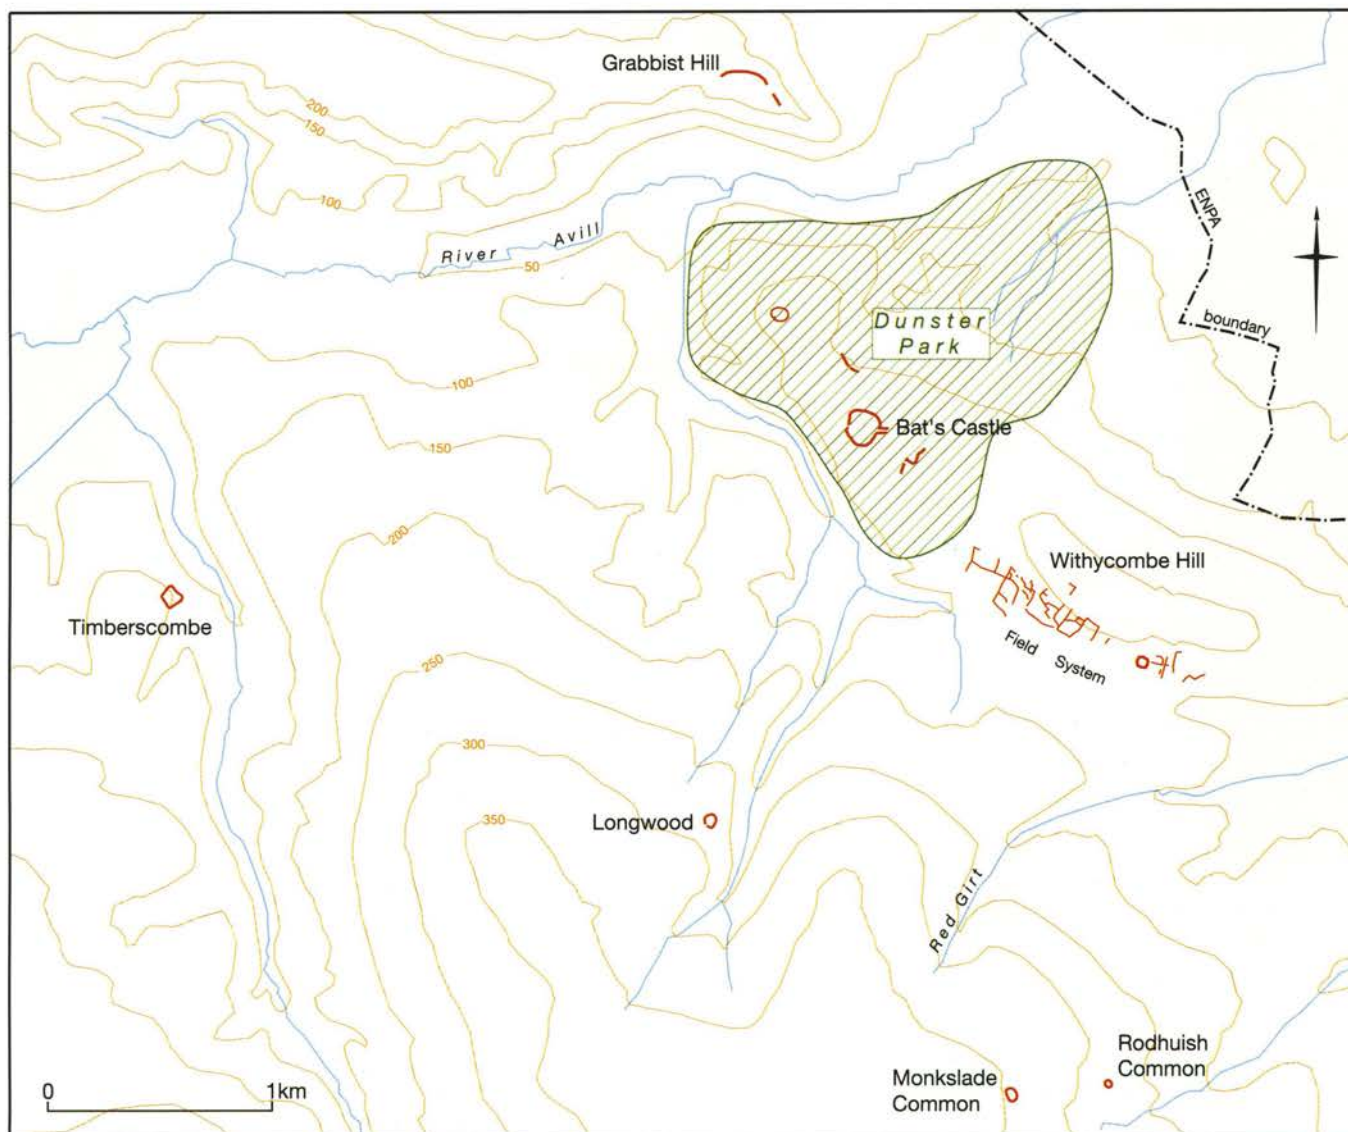 Grabbist Hill
200
150
100
ENPA
River Avill
50
boundary
Dunster
Park
100
Bat's Castle
150
200
Withycombe Hill
Timberscombe
Field System
250
300
350
Longwood
Red Girt
Rodhuish
Common
Monkslade
Common
0 1km